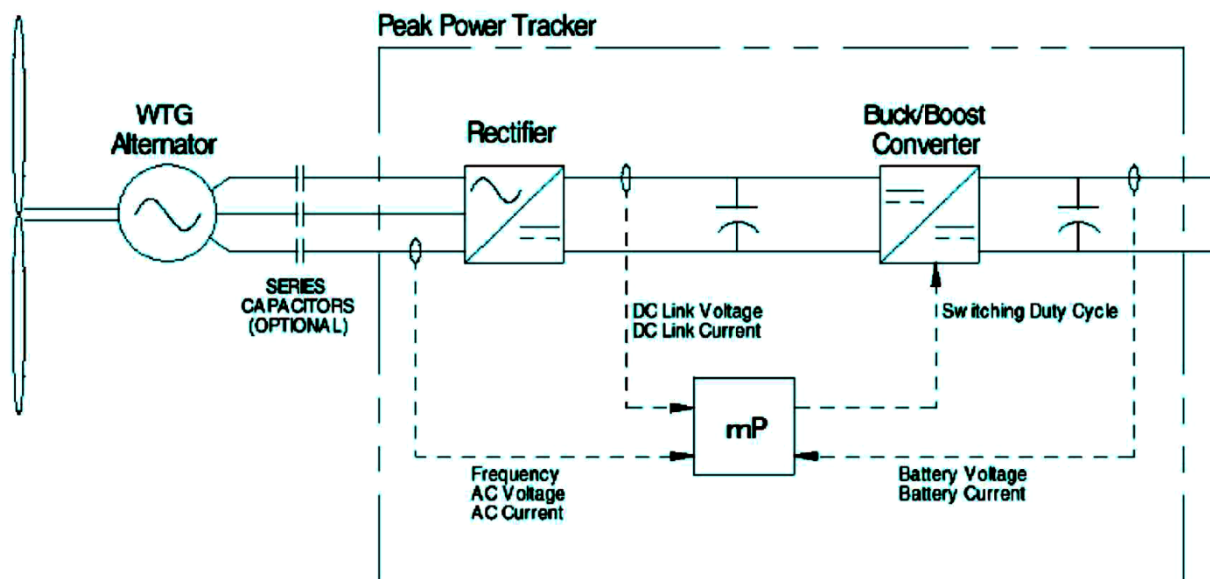 Peak Power Tracker
WTG
Alternator
Rectifier
Buck/Boost
Converter
SERIES
CAPACITORS
(OPTIONAL)
DC Link Voltage
DC Link Current
Switching Duty Cycle
mP
Frequency
AC Voltage
AC Current
Battery Voltage
Battery Current